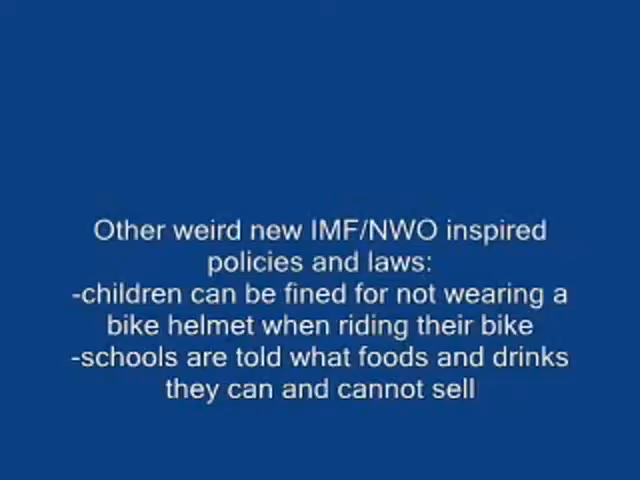 Other weird new IMF/NWO inspired
policies and laws:
-children can be fined for not wearing a
bike helmet when riding their bike
-schools are told what foods and drinks
they can and cannot sell